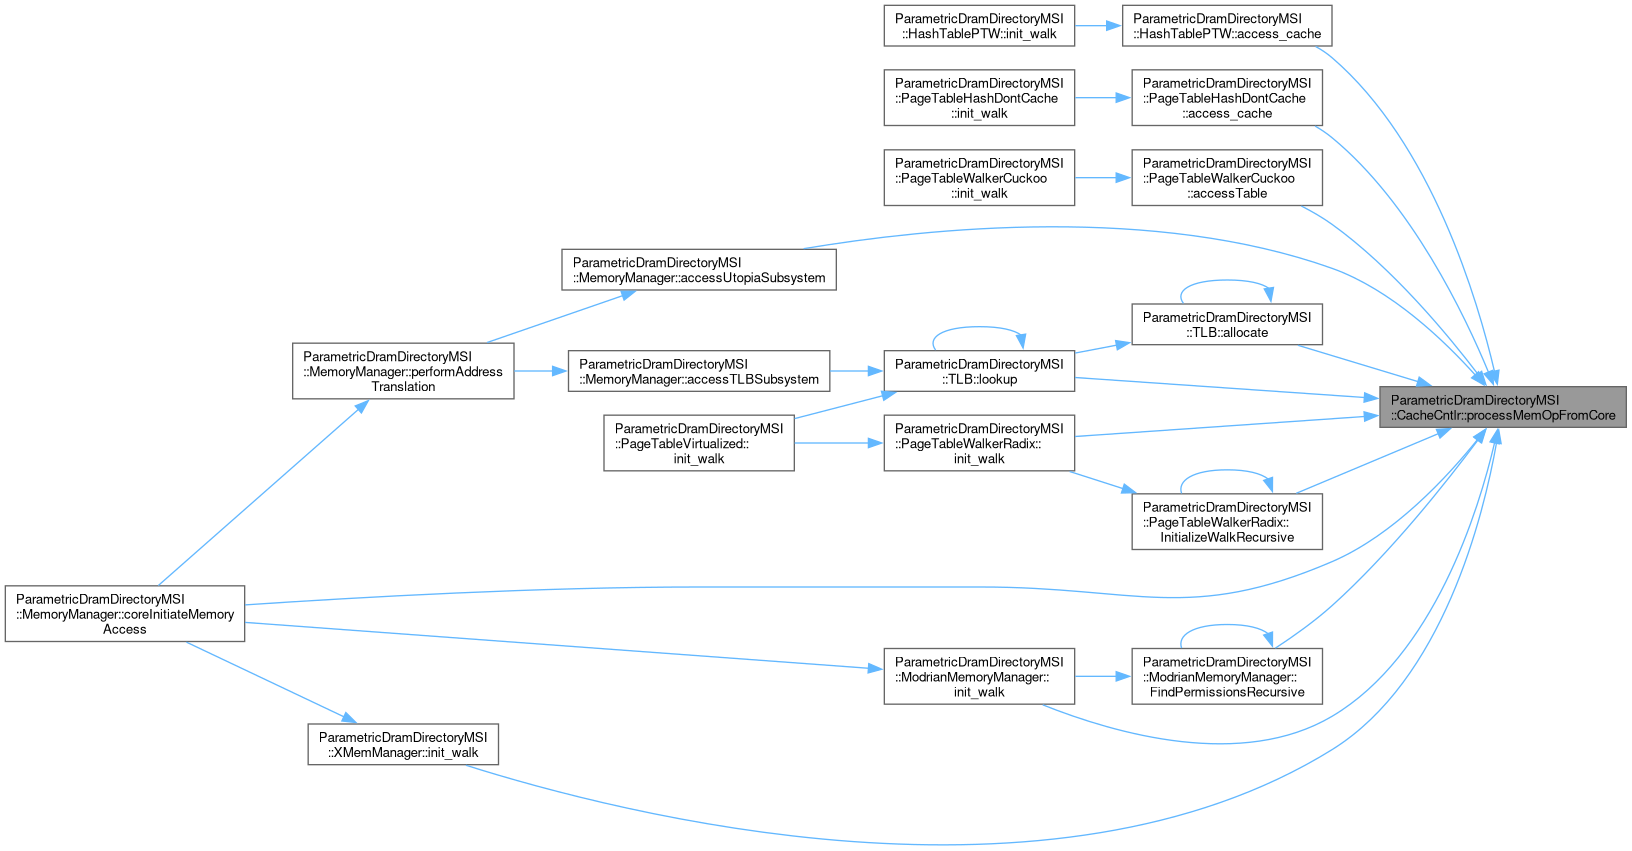 ParametricDramDirectoryMSI
::HashTablePTW::init_walk
ParametricDramDirectoryMSI
::HashTablePTW::access_cache
ParametricDramDirectoryMSI
::PageTableHashDontCache
::init_walk
ParametricDramDirectoryMSI
::PageTableHashDontCache
::access_cache
ParametricDramDirectoryMSI
::PageTableWalkerCuckoo
::init_walk
ParametricDramDirectoryMSI
::PageTableWalkerCuckoo
::accessTable
ParametricDramDirectoryMSI
::MemoryManager::accessUtopiaSubsystem
ParametricDramDirectoryMSI
::TLB::allocate
ParametricDramDirectoryMSI
::MemoryManager::performAddress
Translation
ParametricDramDirectoryMSI
::MemoryManager::accessTLBSubsystem
ParametricDramDirectoryMSI
::TLB::lookup
ParametricDramDirectoryMSI
::CacheCntlr::processMemOpFromCore
ParametricDramDirectoryMSI
::PageTableVirtualized::
init_walk
ParametricDramDirectoryMSI
::PageTableWalkerRadix::
init_walk
ParametricDramDirectoryMSI
::PageTableWalkerRadix::
InitializeWalkRecursive
ParametricDramDirectoryMSI
::MemoryManager::coreInitiateMemory
Access
ParametricDramDirectoryMSI
::ModrianMemoryManager::
init_walk
ParametricDramDirectoryMSI
::ModrianMemoryManager::
FindPermissionsRecursive
ParametricDramDirectoryMSI
::XMemManager::init_walk